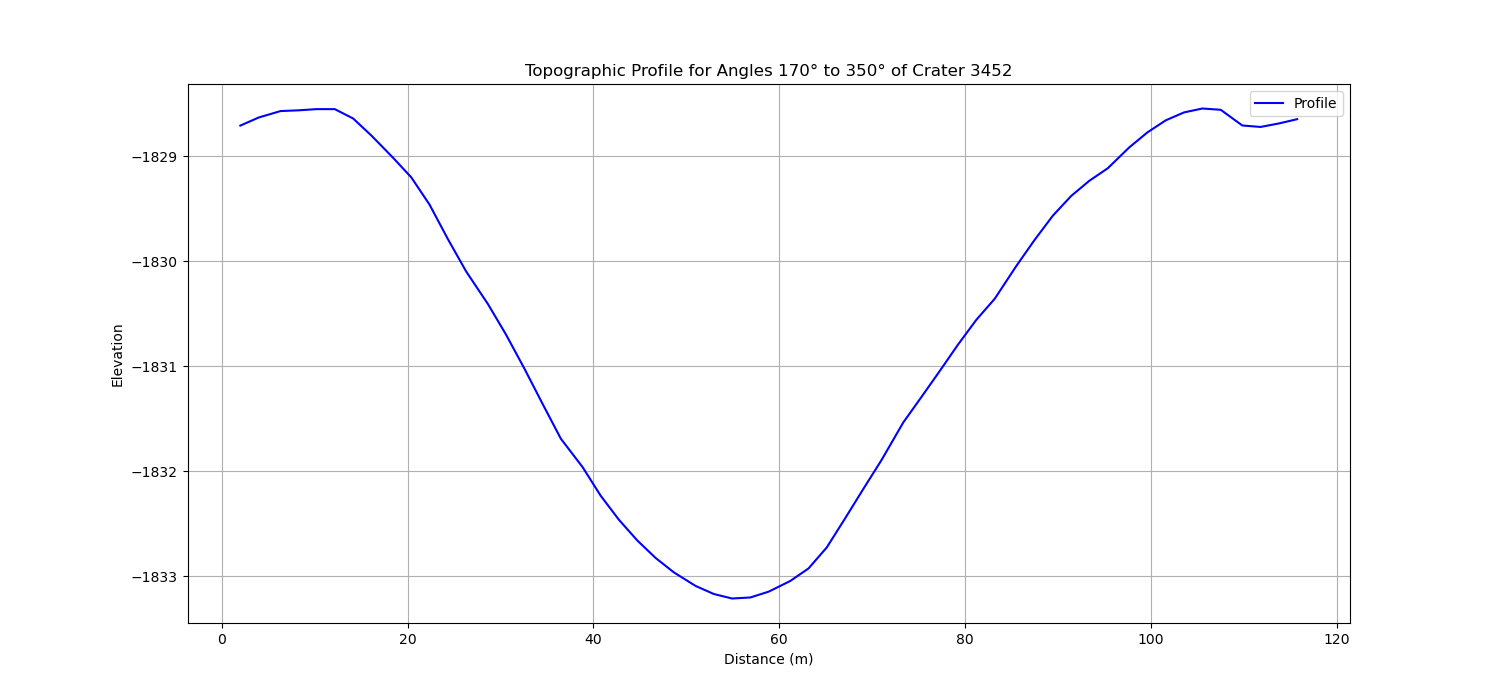 Topographic Profile for Angles 170° to 350° of Crater 3452
Profile
−1829
−1830
−1831
−1832
−1833
Elevation
0 20 40 60 80 100 120
Distance (m)